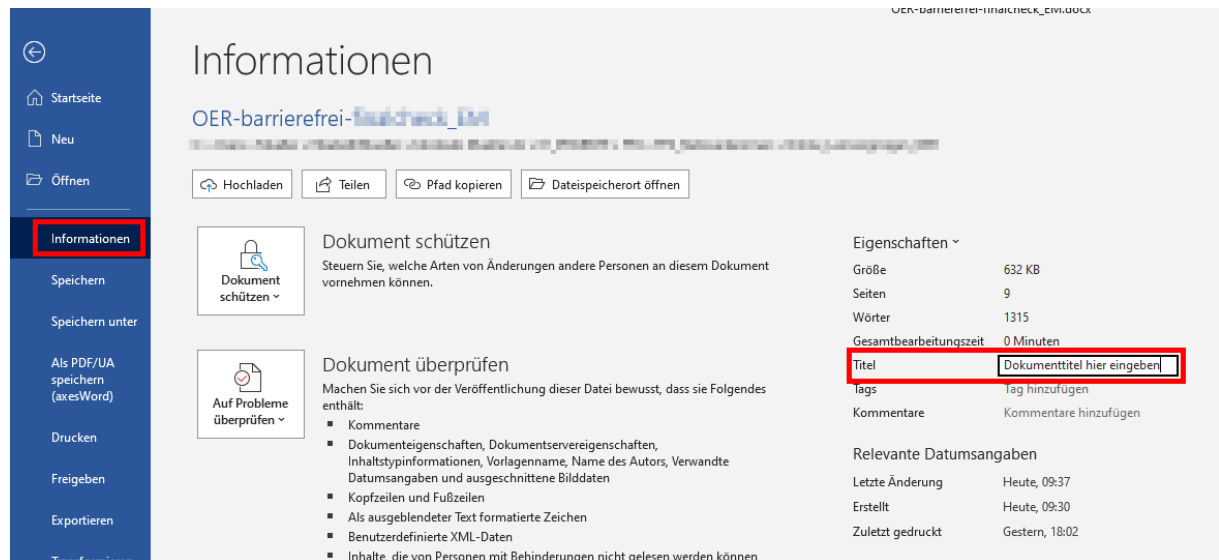 OER-barrierefrei-finalcheck_EM.docx
Informationen
Startseite
Neu
Öffnen
Informationen
Speichern
Speichern unter
Als PDF/UA
speichern
(axesWord)
Drucken
Freigeben
Exportieren
Transformieren
OER-barrierefrei-
Hochladen
Teilen
Pfad kopieren
Dateispeicherort öffnen
Dokument
schützen
Dokument schützen
Steuern Sie, welche Arten von Änderungen andere Personen an diesem Dokument
vornehmen können.
Auf Probleme
überprüfen
Dokument überprüfen
Machen Sie sich vor der Veröffentlichung dieser Datei bewusst, dass sie Folgendes
enthält:
Kommentare
Dokumenteigenschaften, Dokumentservereigenschaften,
Inhaltstypinformationen, Vorlagenname, Name des Autors, Verwandte
Datumsangaben und ausgeschnittene Bilddaten
Kopfzeilen und Fußzeilen
Als ausgeblendeter Text formatierte Zeichen
Benutzerdefinierte XML-Daten
Inhalte, die von Personen mit Behinderungen nicht gelesen werden können
Eigenschaften
Größe 632 KB
Seiten 9
Wörter 1315
Gesamtbearbeitungszeit 0 Minuten
Titel Dokumenttitel hier eingeben
Tags Tag hinzufügen
Kommentare Kommentare hinzufügen
Relevante Datumsangaben
Letzte Änderung Heute, 09:37
Erstellt Heute, 09:30
Zuletzt gedruckt Gestern, 18:02